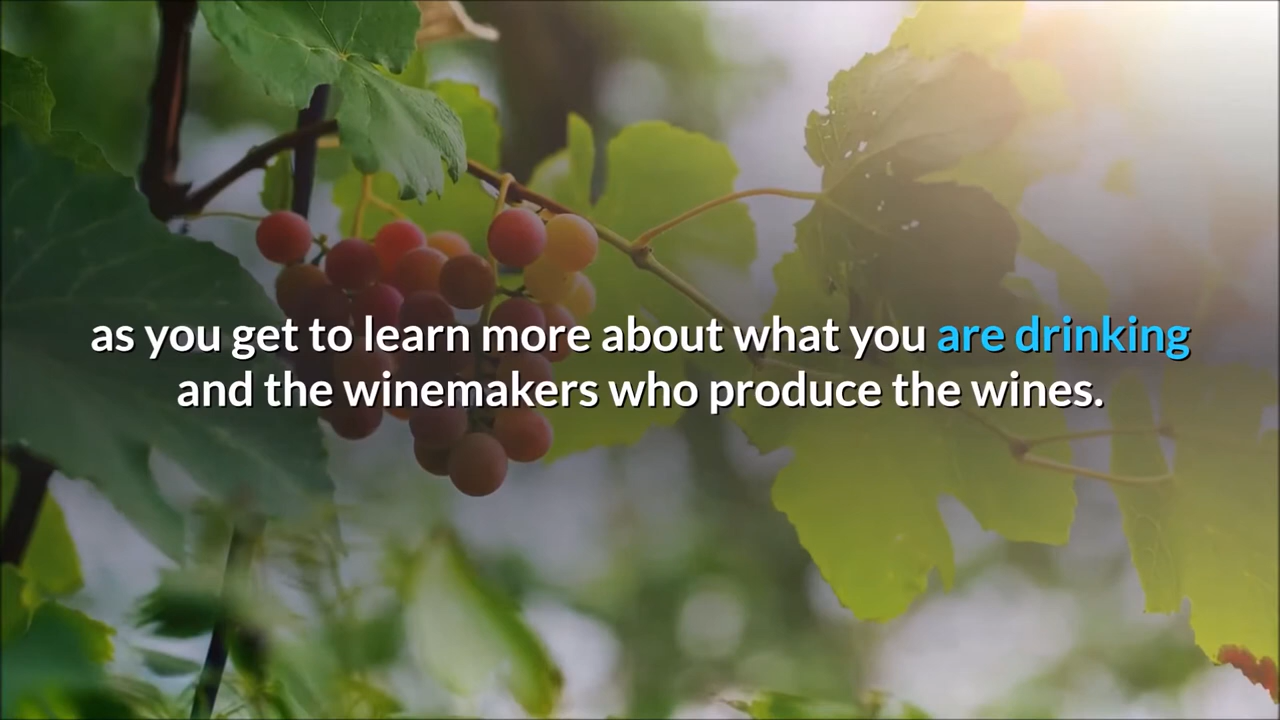 as you get to learn more about what you are drinking
and the winemakers who produce the wines.